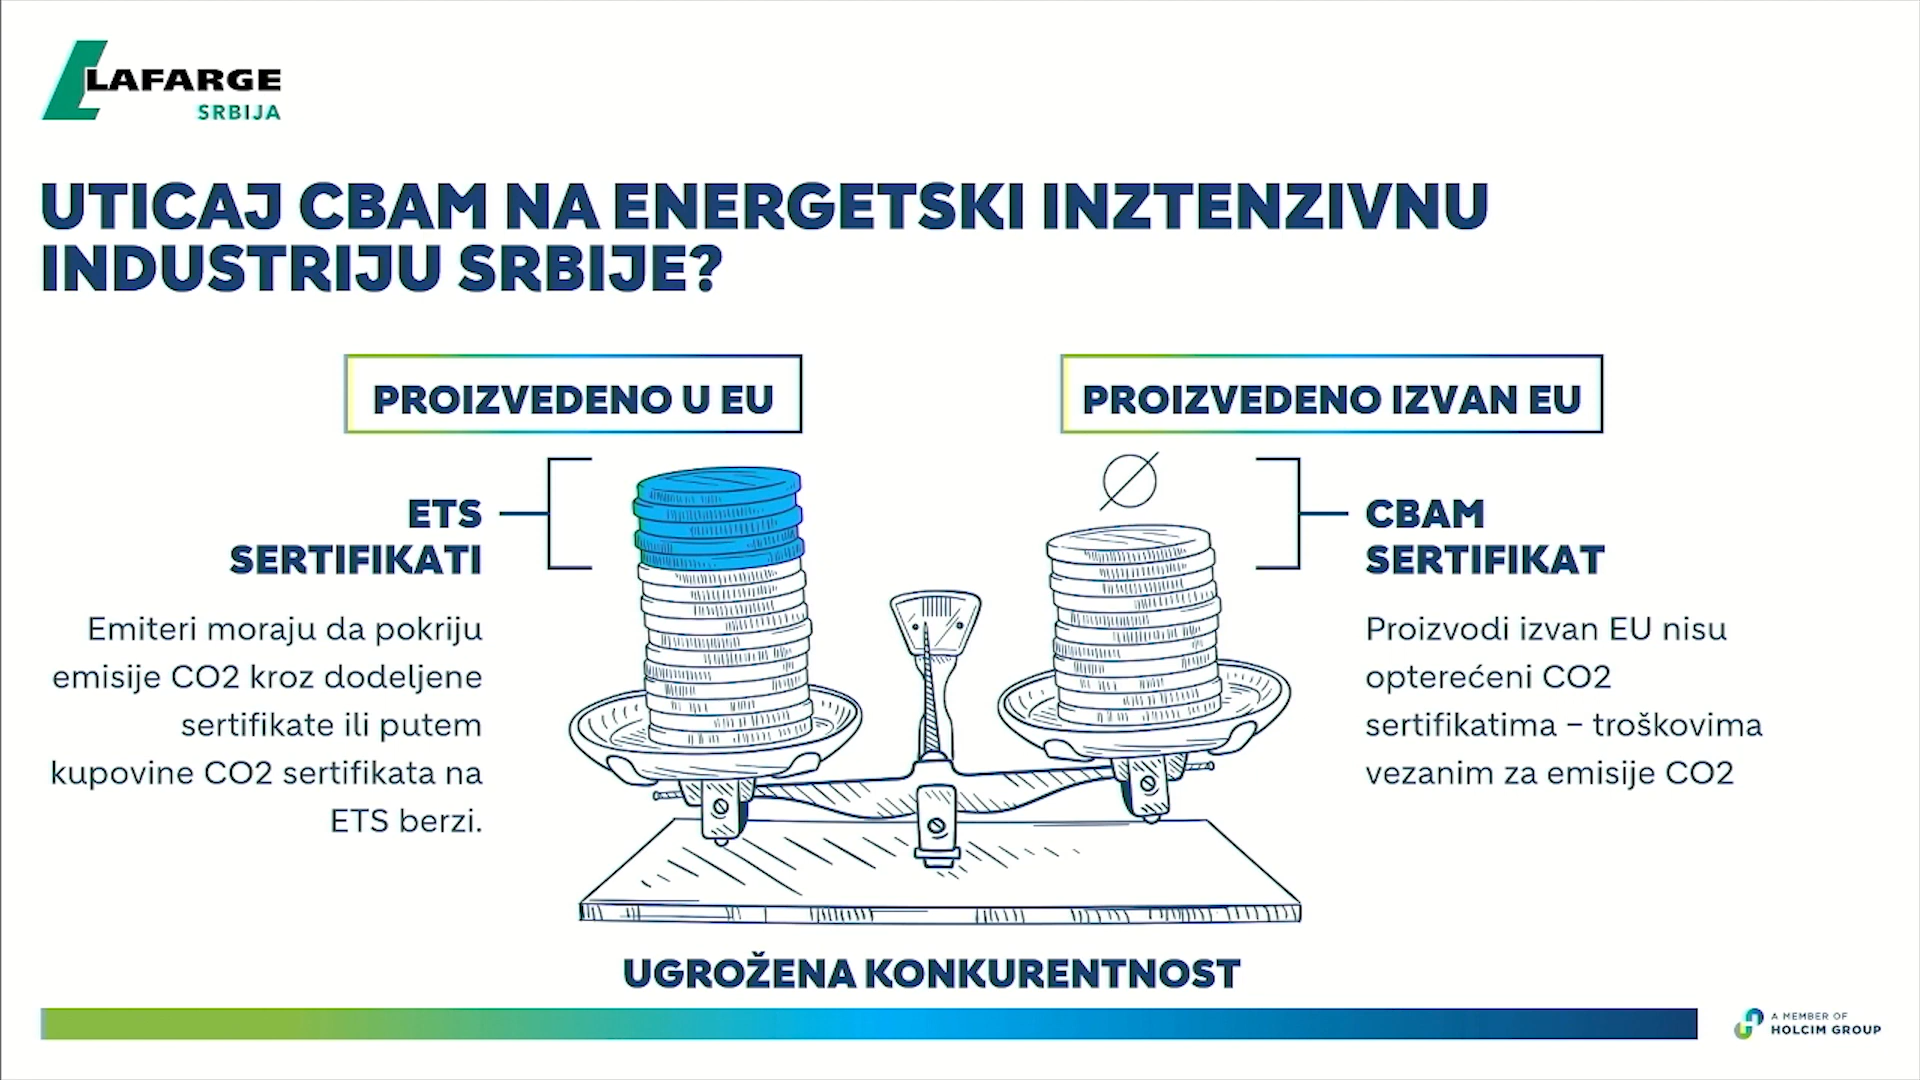 LAFARGE
SRBIJA
UTICAJ CBAM NA ENERGETSKI INZTENZIVNU
INDUSTRIJU SRBIJE?
PROIZVEDENO U EU
PROIZVEDENO IZVAN EU
ETS
SERTIFIKATI
Emiteri moraju da pokriju
emisije CO2 kroz dodeljene
sertifikate ili putem
kupovine CO2 sertifikata na
ETS berzi.
CBAM
SERTIFIKAT
Proizvodi izvan EU nisu
opterećeni CO2
sertifikatima – troškovima
vezanim za emisije CO2
UGROŽENA KONKURENTNOST
A MEMBER OF
HOLCIM GROUP